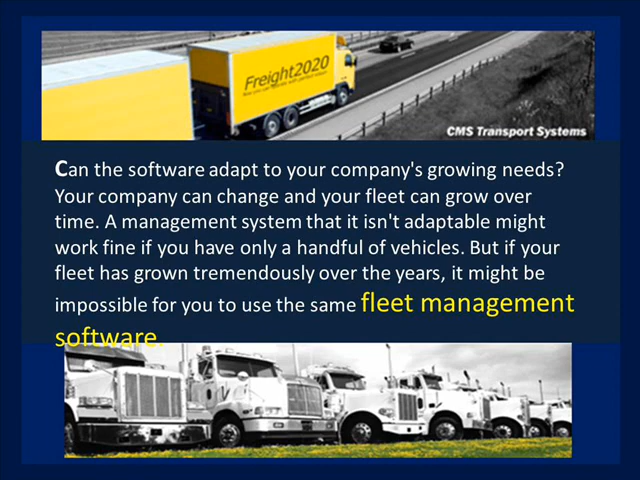 Freight2020
CMS Transport Systems
Can the software adapt to your company's growing needs?
Your company can change and your fleet can grow over
time. A management system that it isn't adaptable might
work fine if you have only a handful of vehicles. But if your
fleet has grown tremendously over the years, it might be
impossible for you to use the same fleet management
software.